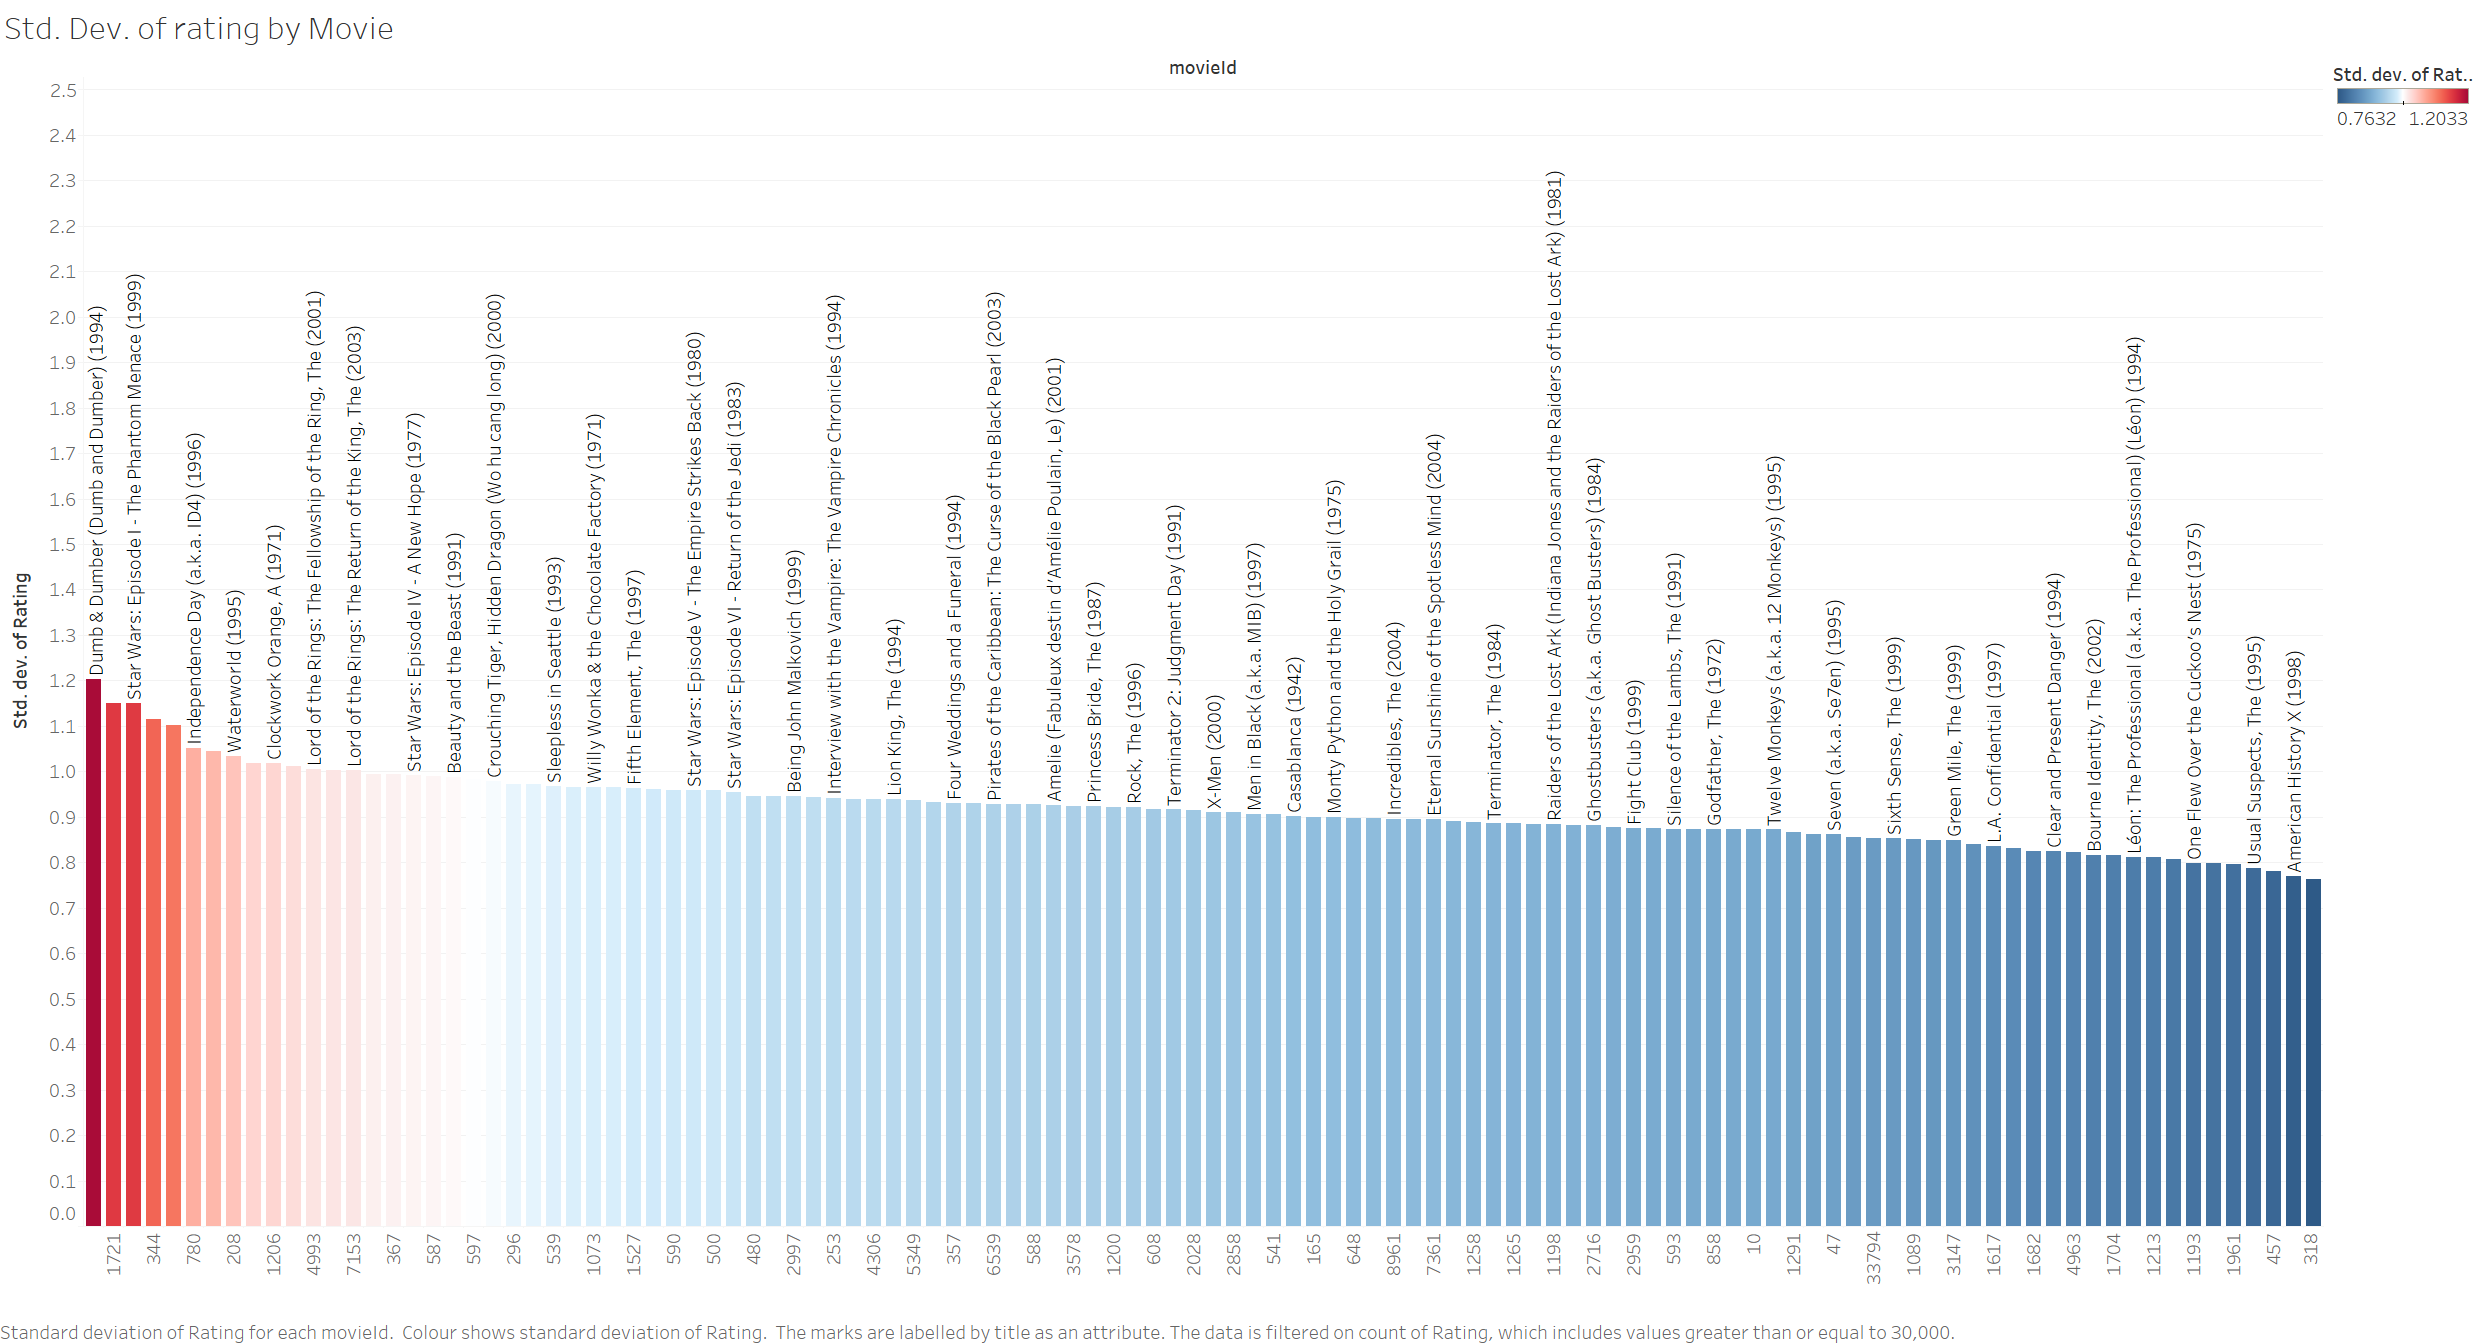 Std. Dev. of rating by Movie
movieId
Std. dev. of Rat..
0.7632 1.2033
Std. dev. of Rating
2.5
2.4
2.3
2.2
2.1
2.0
1.9
1.8
1.7
1.6
1.5
1.4
1.3
1.2
1.1
1.0
0.9
0.8
0.7
0.6
0.5
0.4
0.3
0.2
0.1
0.0
Dumb & Dumber (Dumb and Dumber) (1994)
Star Wars: Episode I - The Phantom Menace (1999)
Independence Day (a.k.a. ID4) (1996)
Waterworld (1995)
Clockwork Orange, A (1971)
Lord of the Rings: The Fellowship of the Ring, The (2001)
Lord of the Rings: The Return of the King, The (2003)
Star Wars: Episode IV - A New Hope (1977)
Beauty and the Beast (1991)
Crouching Tiger, Hidden Dragon (Wo hu cang long) (2000)
Sleepless in Seattle (1993)
Willy Wonka & the Chocolate Factory (1971)
Fifth Element, The (1997)
Star Wars: Episode V - The Empire Strikes Back (1980)
Star Wars: Episode VI - Return of the Jedi (1983)
Being John Malkovich (1999)
Interview with the Vampire: The Vampire Chronicles (1994)
Lion King, The (1994)
Four Weddings and a Funeral (1994)
Pirates of the Caribbean: The Curse of the Black Pearl (2003)
Amelie (Fabuleux destin d'Amélie Poulain, Le) (2001)
Princess Bride, The (1987)
Rock, The (1996)
Terminator 2: Judgment Day (1991)
X-Men (2000)
Men in Black (a.k.a. MIB) (1997)
Casablanca (1942)
Monty Python and the Holy Grail (1975)
Incredibles, The (2004)
Eternal Sunshine of the Spotless Mind (2004)
Terminator, The (1984)
Raiders of the Lost Ark (Indiana Jones and the Raiders of the Lost Ark) (1981)
Ghostbusters (a.k.a. Ghost Busters) (1984)
Fight Club (1999)
Silence of the Lambs, The (1991)
Godfather, The (1972)
Twelve Monkeys (a.k.a. 12 Monkeys) (1995)
Seven (a.k.a. Se7en) (1995)
Sixth Sense, The (1999)
Green Mile, The (1999)
L.A. Confidential (1997)
Clear and Present Danger (1994)
Bourne Identity, The (2002)
Léon: The Professional (a.k.a. The Professional) (Léon) (1994)
One Flew Over the Cuckoo's Nest (1975)
Usual Suspects, The (1995)
American History X (1998)
1721
344
780
208
1206
4993
7153
367
587
597
296
539
1073
1527
590
500
480
2997
253
4306
5349
357
6539
588
3578
1200
608
2028
2858
541
165
648
8961
7361
1258
1265
1198
2716
2959
593
858
10
12291
47
33794
1089
3147
1617
1682
4963
1704
1213
1193
1961
457
318
Standard deviation of Rating for each movieId. Colour shows standard deviation of Rating. The marks are labelled by title as an attribute. The data is filtered on count of Rating, which includes values greater than or equal to 30,000.